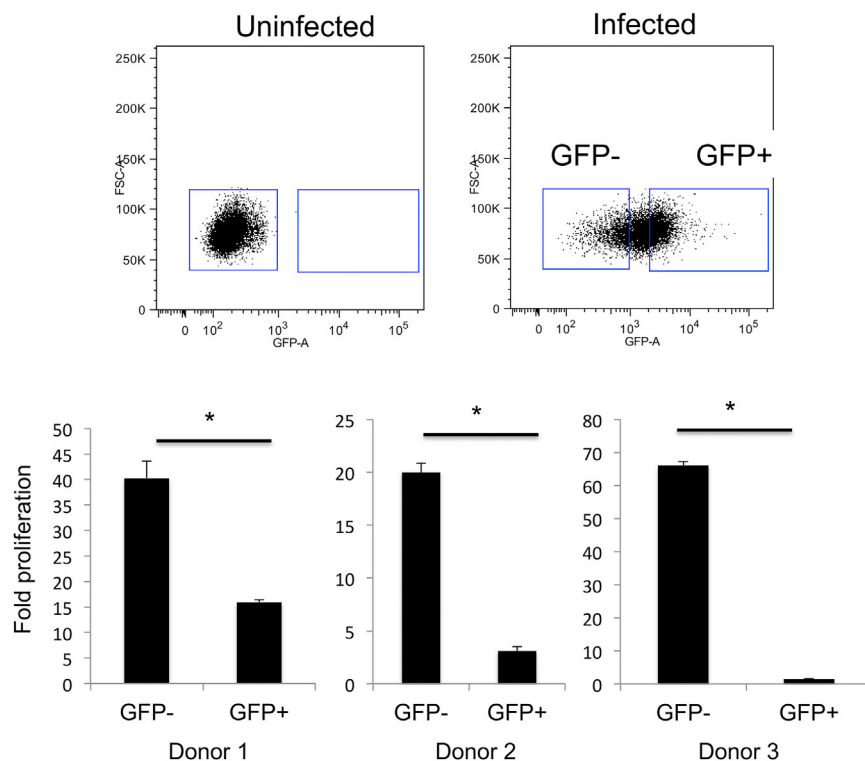 Uninfected
Infected
250K
200K
150K
100K
50K
0
FSC-A
0 10² 10³ 10⁴ 10⁵
GFP-A
250K
200K
150K
100K
50K
0
FSC-A
GFP-
GFP+
0 10² 10³ 10⁴ 10⁵
GFP-A
Fold proliferation
50
45
40
35
30
25
20
15
10
5
0
*
GFP- GFP+
Donor 1
25
20
15
10
5
0
*
GFP- GFP+
Donor 2
80
70
60
50
40
30
20
10
0
*
GFP- GFP+
Donor 3